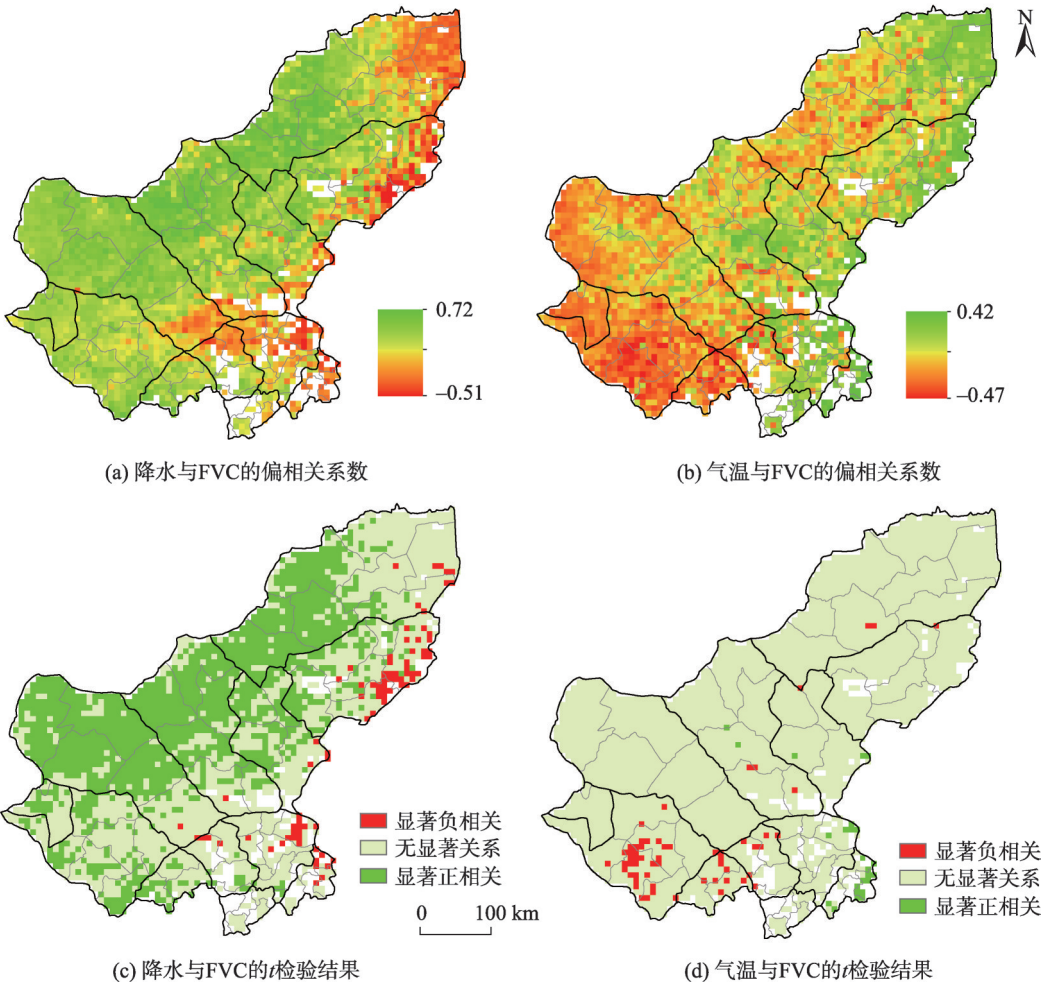 N
0.72
-0.51
0.42
-0.47
(a) 降水与FVC的偏相关系数
(b) 气温与FVC的偏相关系数
显著负相关
无显著关系
显著正相关
0 100 km
显著负相关
无显著关系
显著正相关
(c) 降水与FVC的t检验结果
(d) 气温与FVC的t检验结果